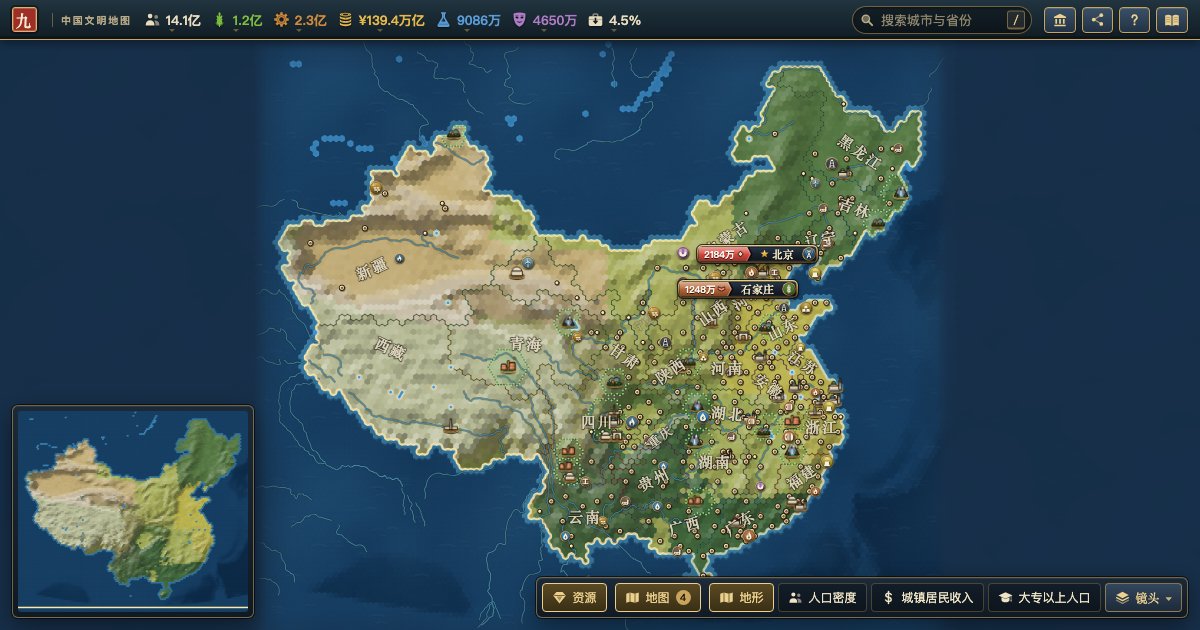 九 中国文明地图 14.1亿 1.2亿 2.3亿 ¥139.4万亿 9086万 4650万 4.5% 搜索城市与省份 / ?
黑龙江
吉林
辽宁
蒙古
2184万 北京
1248万 石家庄
新疆
西藏
青海
甘肃
山西
河
山东
陕西
河南
江苏
安徽
四川
重庆
湖北
浙江
湖南
贵州
福建
云南
广西
广东
资源 地图 4 地形 人口密度 $ 城镇居民收入 大专以上人口 镜头